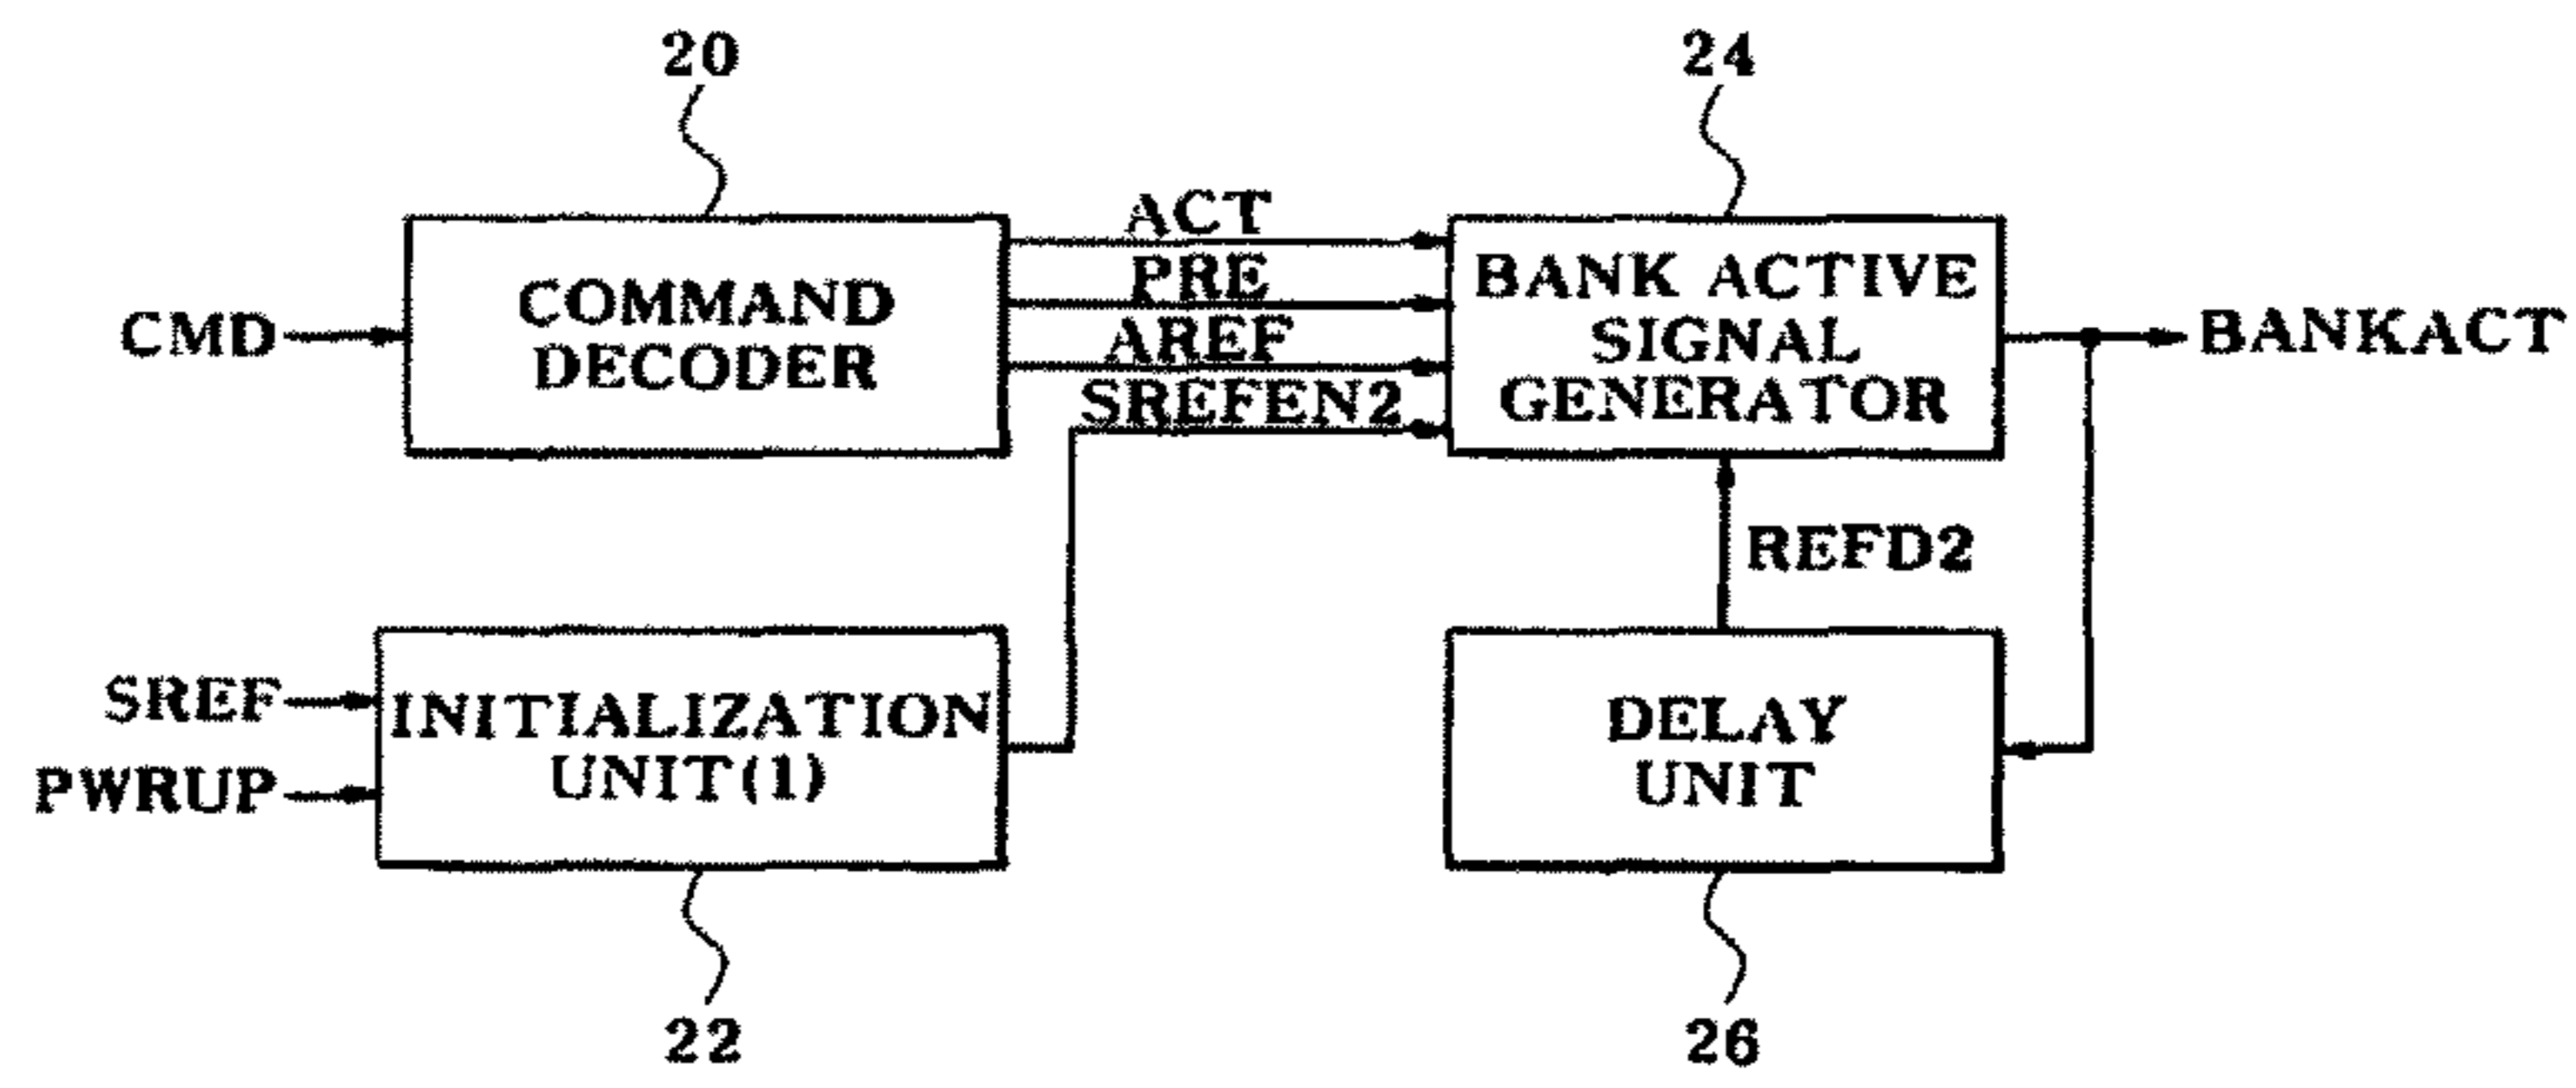 20
24
ACT
PRE
AREF
SREFEN2
CMD
COMMAND
DECODER
BANK ACTIVE
SIGNAL
GENERATOR
BANKACT
REFD2
SREF
PWRUP
INITIALIZATION
UNIT(1)
DELAY
UNIT
22
26